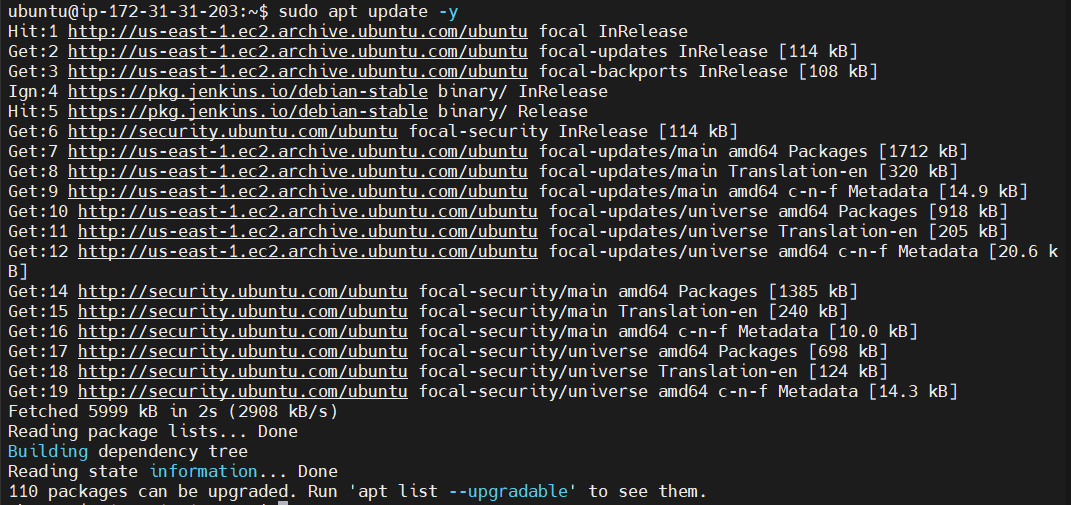 ubuntu@ip-172-31-31-203:~$ sudo apt update -y
Hit:1 http://us-east-1.ec2.archive.ubuntu.com/ubuntu focal InRelease
Get:2 http://us-east-1.ec2.archive.ubuntu.com/ubuntu focal-updates InRelease [114 kB]
Get:3 http://us-east-1.ec2.archive.ubuntu.com/ubuntu focal-backports InRelease [108 kB]
Ign:4 https://pkg.jenkins.io/debian-stable binary/ InRelease
Hit:5 https://pkg.jenkins.io/debian-stable binary/ Release
Get:6 http://security.ubuntu.com/ubuntu focal-security InRelease [114 kB]
Get:7 http://us-east-1.ec2.archive.ubuntu.com/ubuntu focal-updates/main amd64 Packages [1712 kB]
Get:8 http://us-east-1.ec2.archive.ubuntu.com/ubuntu focal-updates/main Translation-en [320 kB]
Get:9 http://us-east-1.ec2.archive.ubuntu.com/ubuntu focal-updates/main amd64 c-n-f Metadata [14.9 kB]
Get:10 http://us-east-1.ec2.archive.ubuntu.com/ubuntu focal-updates/universe amd64 Packages [918 kB]
Get:11 http://us-east-1.ec2.archive.ubuntu.com/ubuntu focal-updates/universe Translation-en [205 kB]
Get:12 http://us-east-1.ec2.archive.ubuntu.com/ubuntu focal-updates/universe amd64 c-n-f Metadata [20.6 k
B]
Get:14 http://security.ubuntu.com/ubuntu focal-security/main amd64 Packages [1385 kB]
Get:15 http://security.ubuntu.com/ubuntu focal-security/main Translation-en [240 kB]
Get:16 http://security.ubuntu.com/ubuntu focal-security/main amd64 c-n-f Metadata [10.0 kB]
Get:17 http://security.ubuntu.com/ubuntu focal-security/universe amd64 Packages [698 kB]
Get:18 http://security.ubuntu.com/ubuntu focal-security/universe Translation-en [124 kB]
Get:19 http://security.ubuntu.com/ubuntu focal-security/universe amd64 c-n-f Metadata [14.3 kB]
Fetched 5999 kB in 2s (2908 kB/s)
Reading package lists... Done
Building dependency tree
Reading state information... Done
110 packages can be upgraded. Run 'apt list --upgradable' to see them.